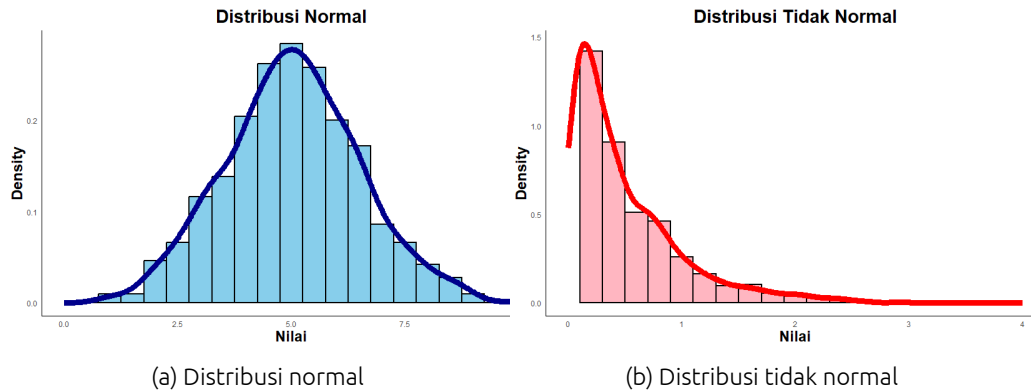 Distribusi Normal
Density
0.2
0.1
0.0
0.0 2.5 5.0 7.5
Nilai
(a) Distribusi normal
Distribusi Tidak Normal
Density
1.5
1.0
0.5
0.0
0 1 2 3 4
Nilai
(b) Distribusi tidak normal